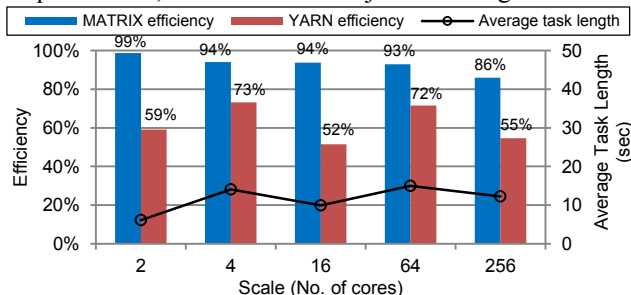 MATRIX efficiency YARN efficiency Average task length
100% 99% 94% 94% 93% 86% 50
80% 73% 72% 40
60% 59% 52% 55% 30
40% 20
20% 10
0% 0
Efficiency
Average Task Length
(sec)
2 4 16 64 256
Scale (No. of cores)